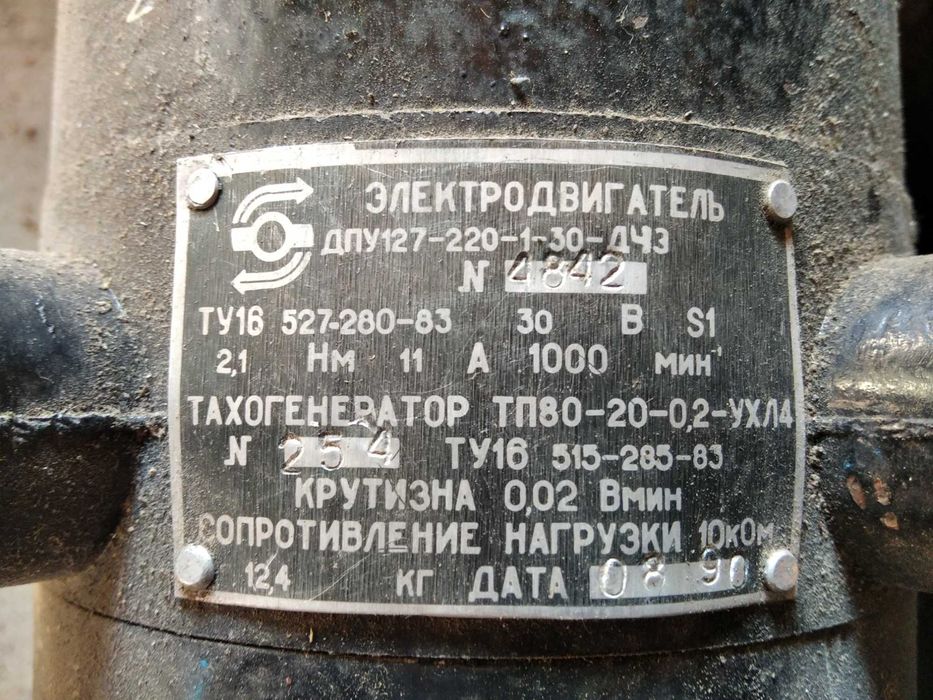 ЭЛЕКТРОДВИГАТЕЛЬ
ДПУ127-220-1-30-Д43
N 4842
ТУ16 527-280-83 30 В S1
2,1 Нм 11 А 1000 мин⁻¹
ТАХОГЕНЕРАТОР ТП80-20-0,2-УХЛ4
N 254 ТУ16 515-285-83
КРУТИЗНА 0,02 Вмин
СОПРОТИВЛЕНИЕ НАГРУЗКИ 10кОм
12,4 КГ ДАТА 08 90